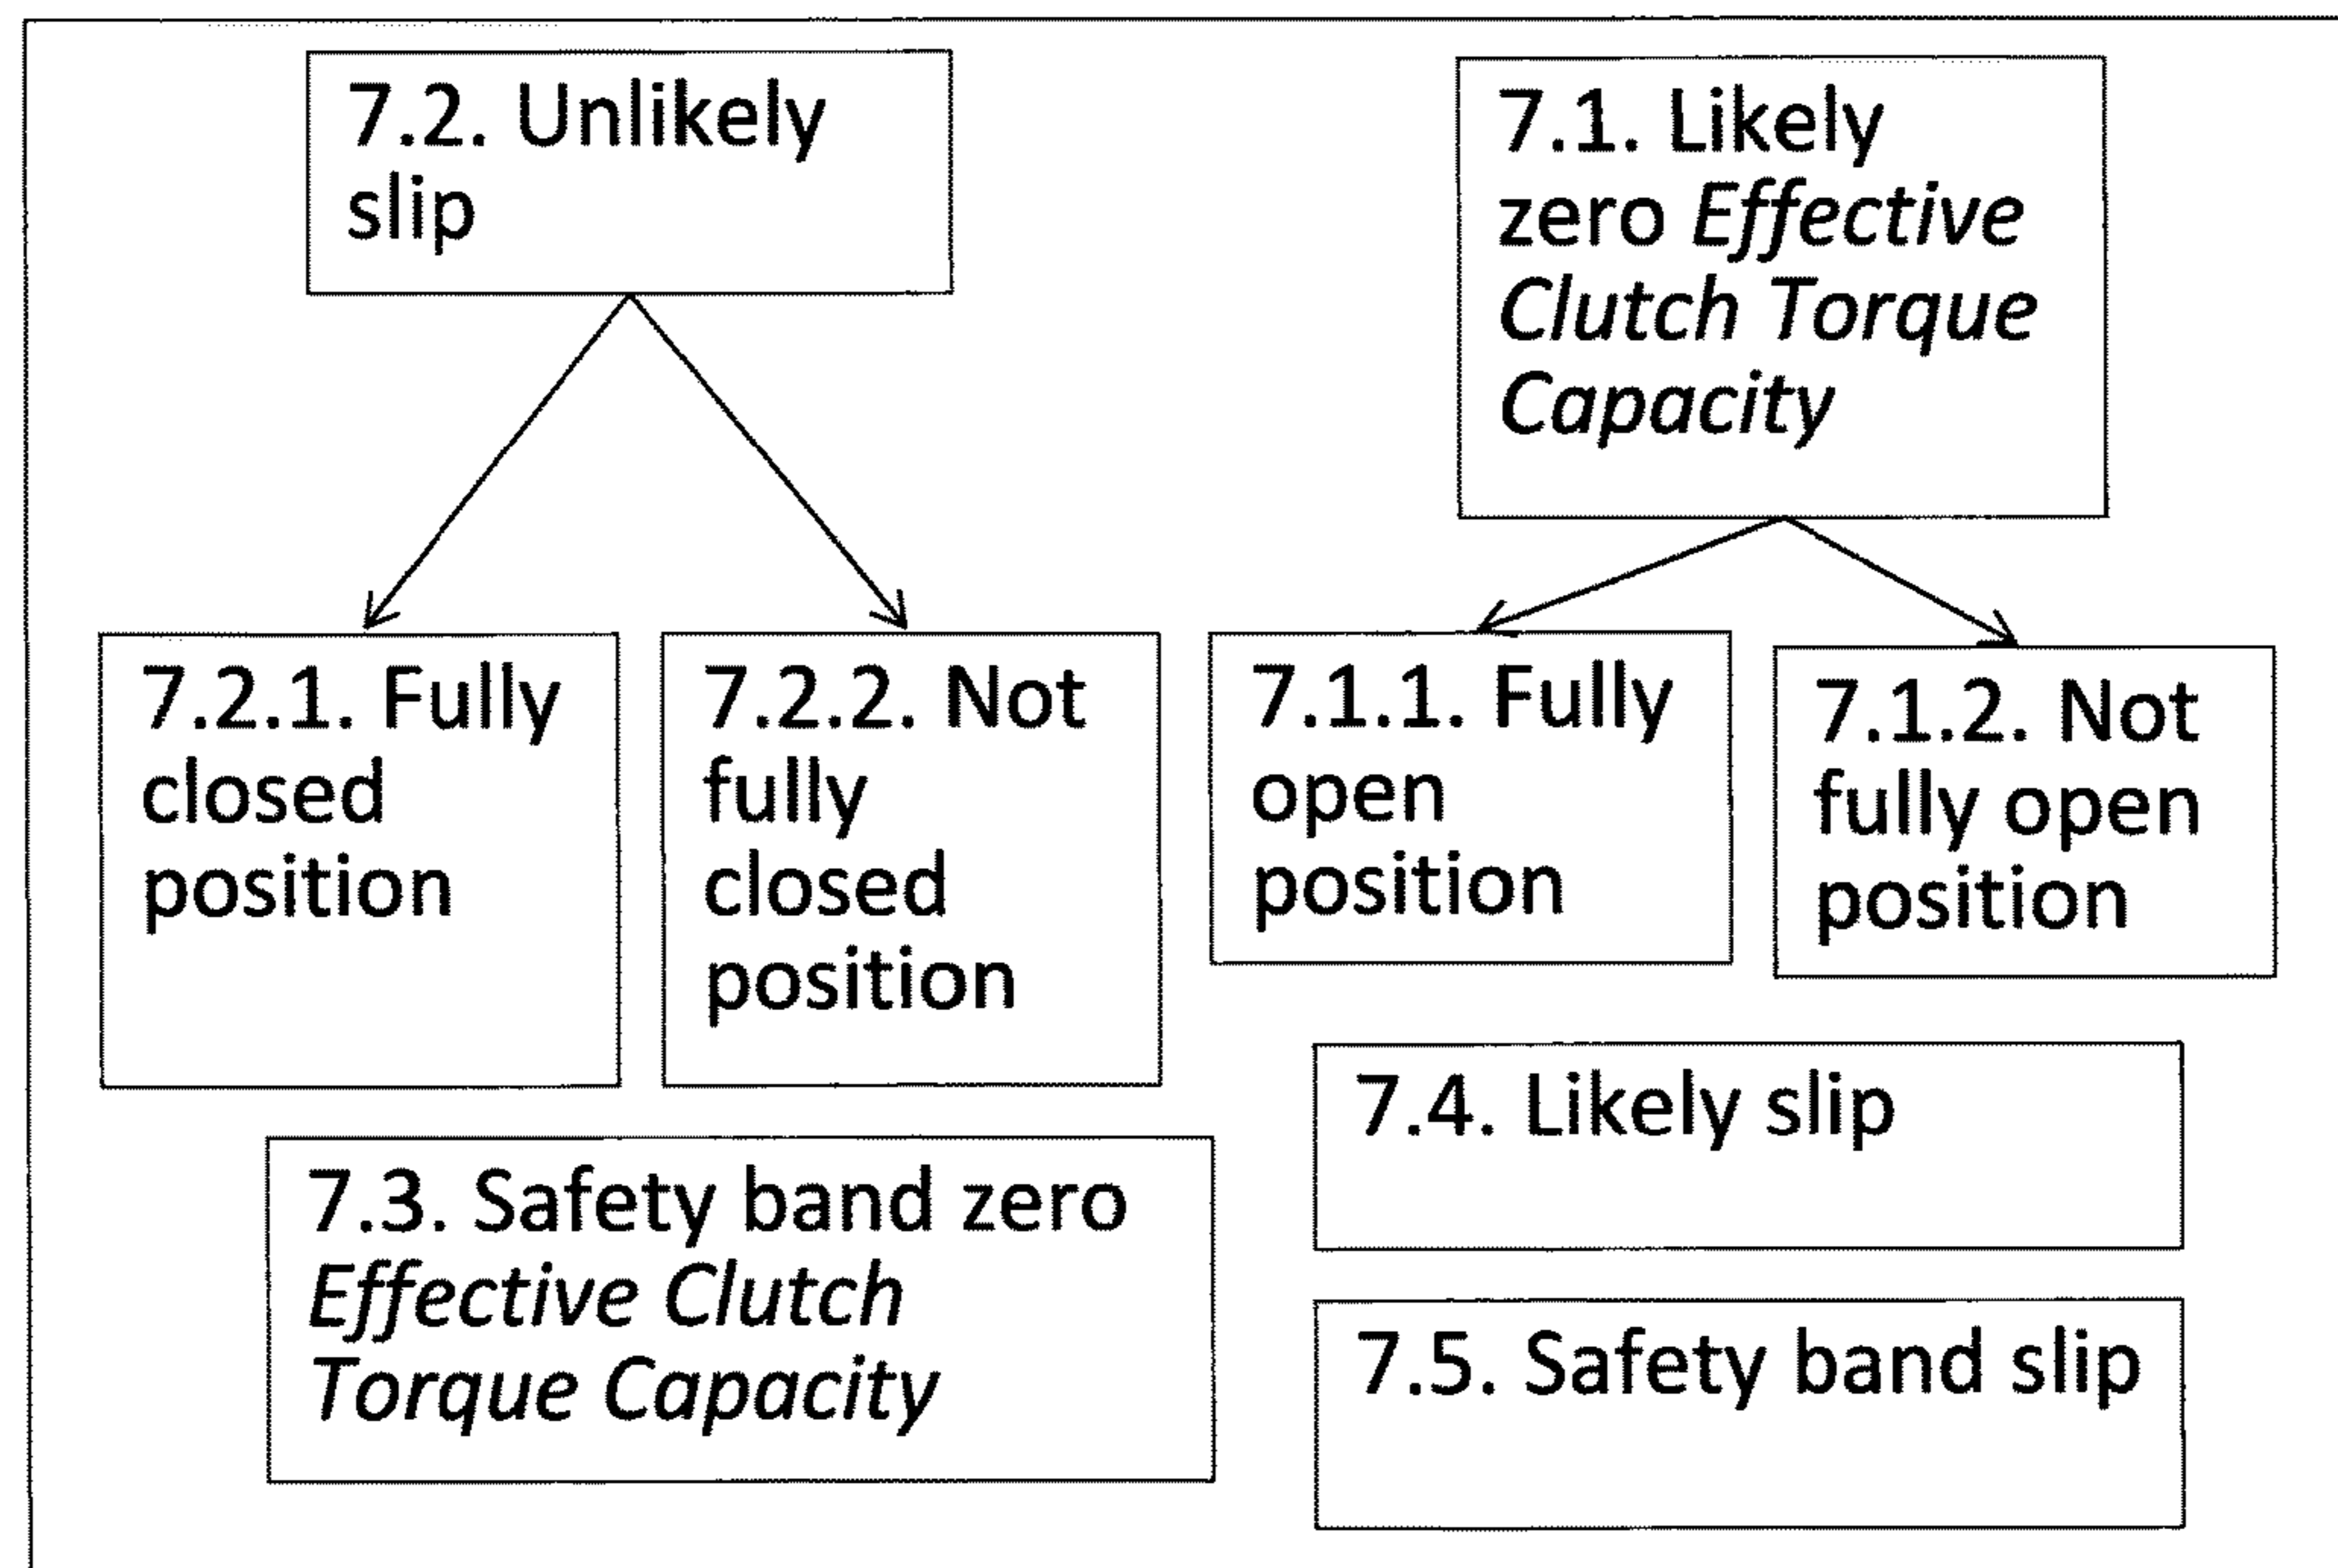 7.2. Unlikely
slip
7.1. Likely
zero Effective
Clutch Torque
Capacity
7.2.1. Fully
closed
position
7.2.2. Not
fully
closed
position
7.1.1. Fully
open
position
7.1.2. Not
fully open
position
7.3. Safety band zero
Effective Clutch
Torque Capacity
7.4. Likely slip
7.5. Safety band slip